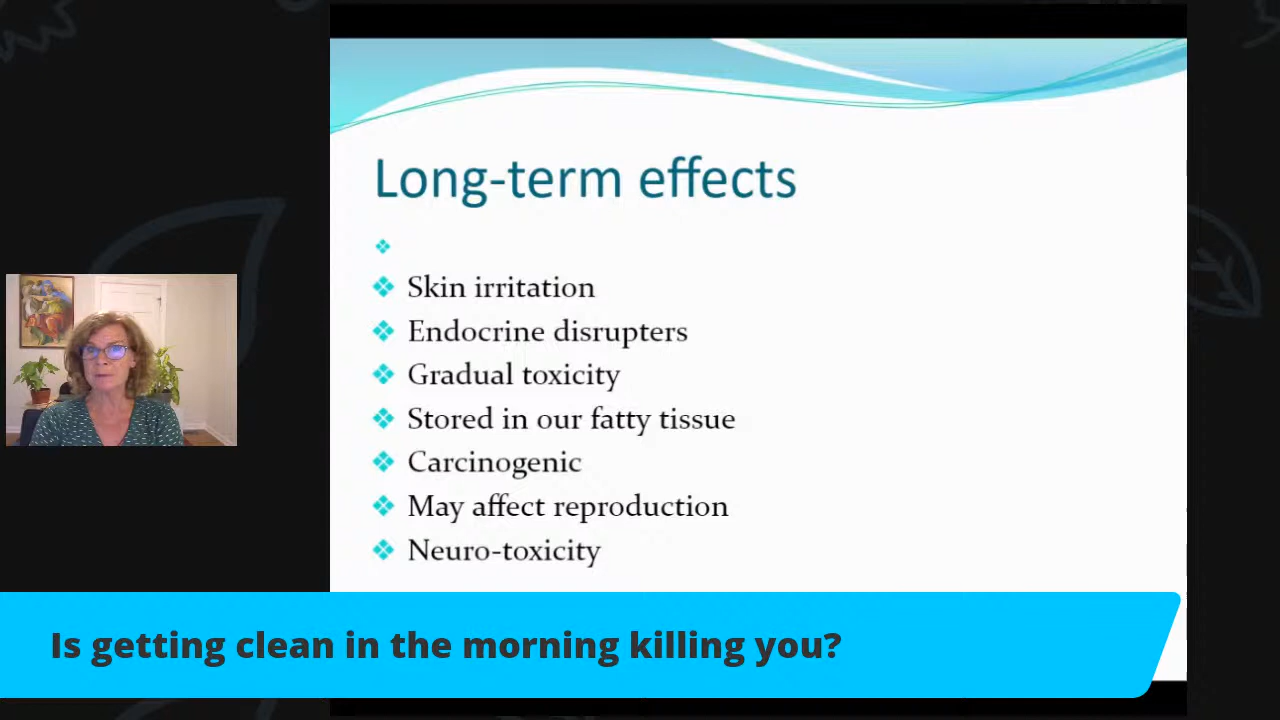 Long-term effects
Skin irritation
Endocrine disrupters
Gradual toxicity
Stored in our fatty tissue
Carcinogenic
May affect reproduction
Neuro-toxicity
Is getting clean in the morning killing you?